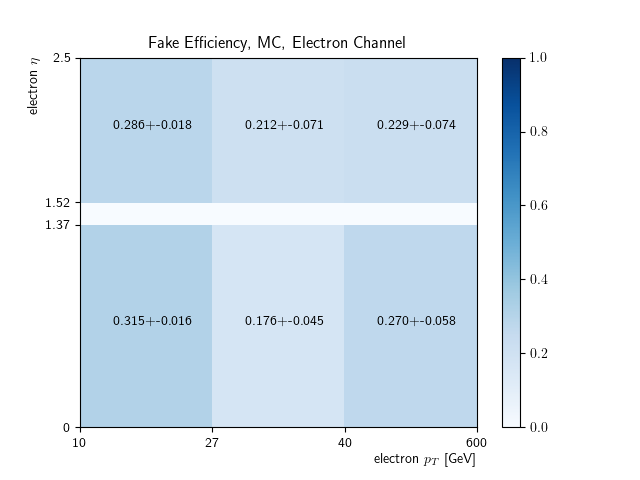 Fake Efficiency, MC, Electron Channel
electron η
2.5
1.52
1.37
0
0.286+-0.018 0.212+-0.071 0.229+-0.074
0.315+-0.016 0.176+-0.045 0.270+-0.058
10 27 40 600
electron p_T [GeV]
1.0
0.8
0.6
0.4
0.2
0.0